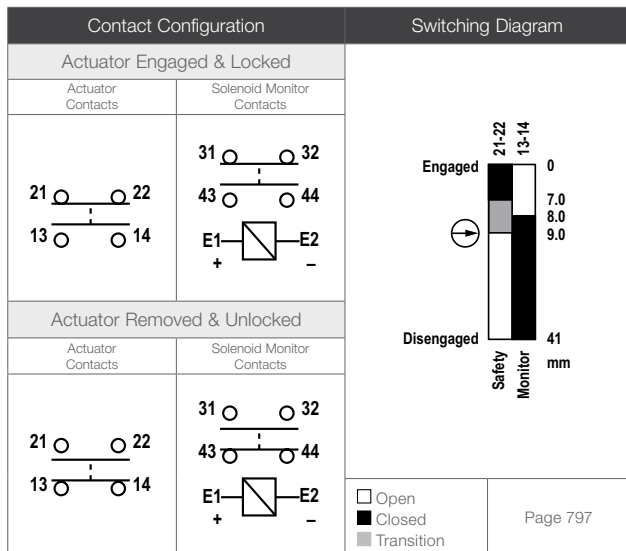 Contact Configuration
Switching Diagram
Actuator Engaged & Locked
Actuator
Contacts
Solenoid Monitor
Contacts
21 22
13 14
31 32
43 44
E1 E2
+ –
Actuator Removed & Unlocked
Actuator
Contacts
Solenoid Monitor
Contacts
21 22
13 14
31 32
43 44
E1 E2
+ –
21-22
13-14
Engaged 0
7.0
8.0
9.0
Disengaged 41
Safety
Monitor
mm
Open
Closed
Transition
Page 797